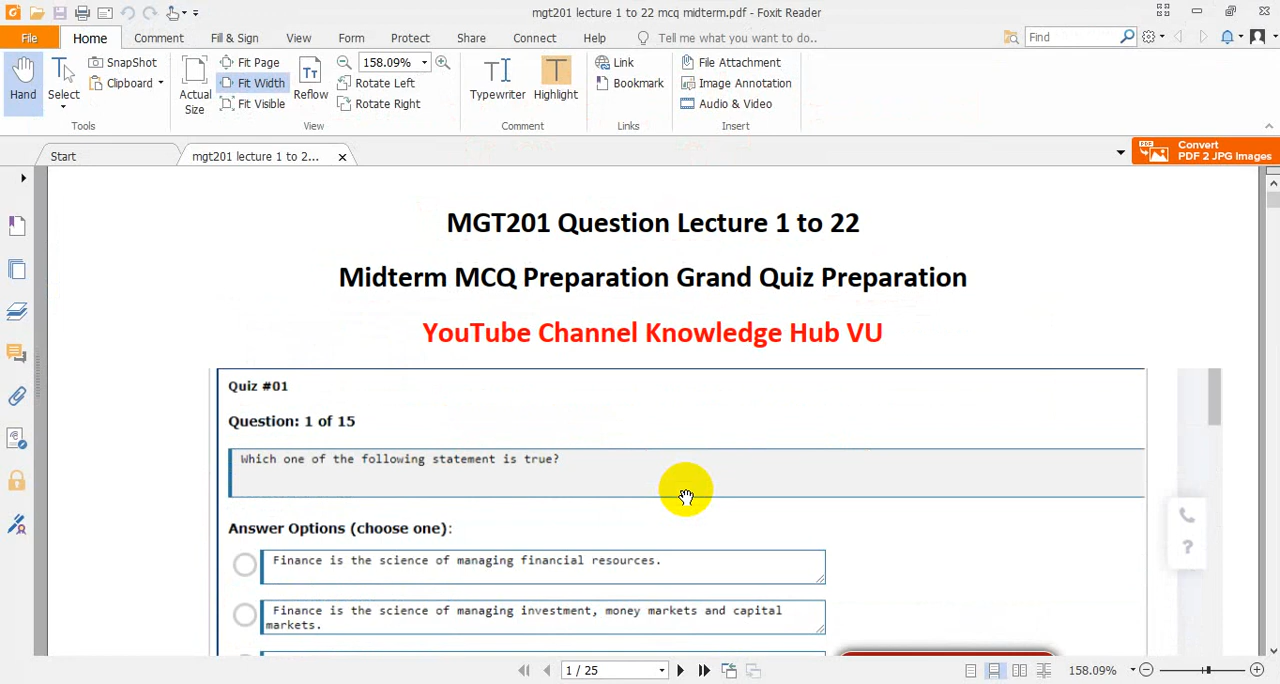 mgt201 lecture 1 to 22 mcq midterm.pdf - Foxit Reader
File Home Comment Fill & Sign View Form Protect Share Connect Help Tell me what you want to do.. Find
Hand
Select
SnapShot
Clipboard
Tools
Actual Size
Fit Page
Fit Width
Fit Visible
Reflow
158.09%
Rotate Left
Rotate Right
View
Typewriter
Highlight
Comment
Link
Bookmark
Links
File Attachment
Image Annotation
Audio & Video
Insert
Start
mgt201 lecture 1 to 2...
Convert
PDF 2 JPG Images
MGT201 Question Lecture 1 to 22
Midterm MCQ Preparation Grand Quiz Preparation
YouTube Channel Knowledge Hub VU
Quiz #01
Question: 1 of 15
Which one of the following statement is true?
Answer Options (choose one):
Finance is the science of managing financial resources.
Finance is the science of managing investment, money markets and capital
markets.
1 / 25
158.09%